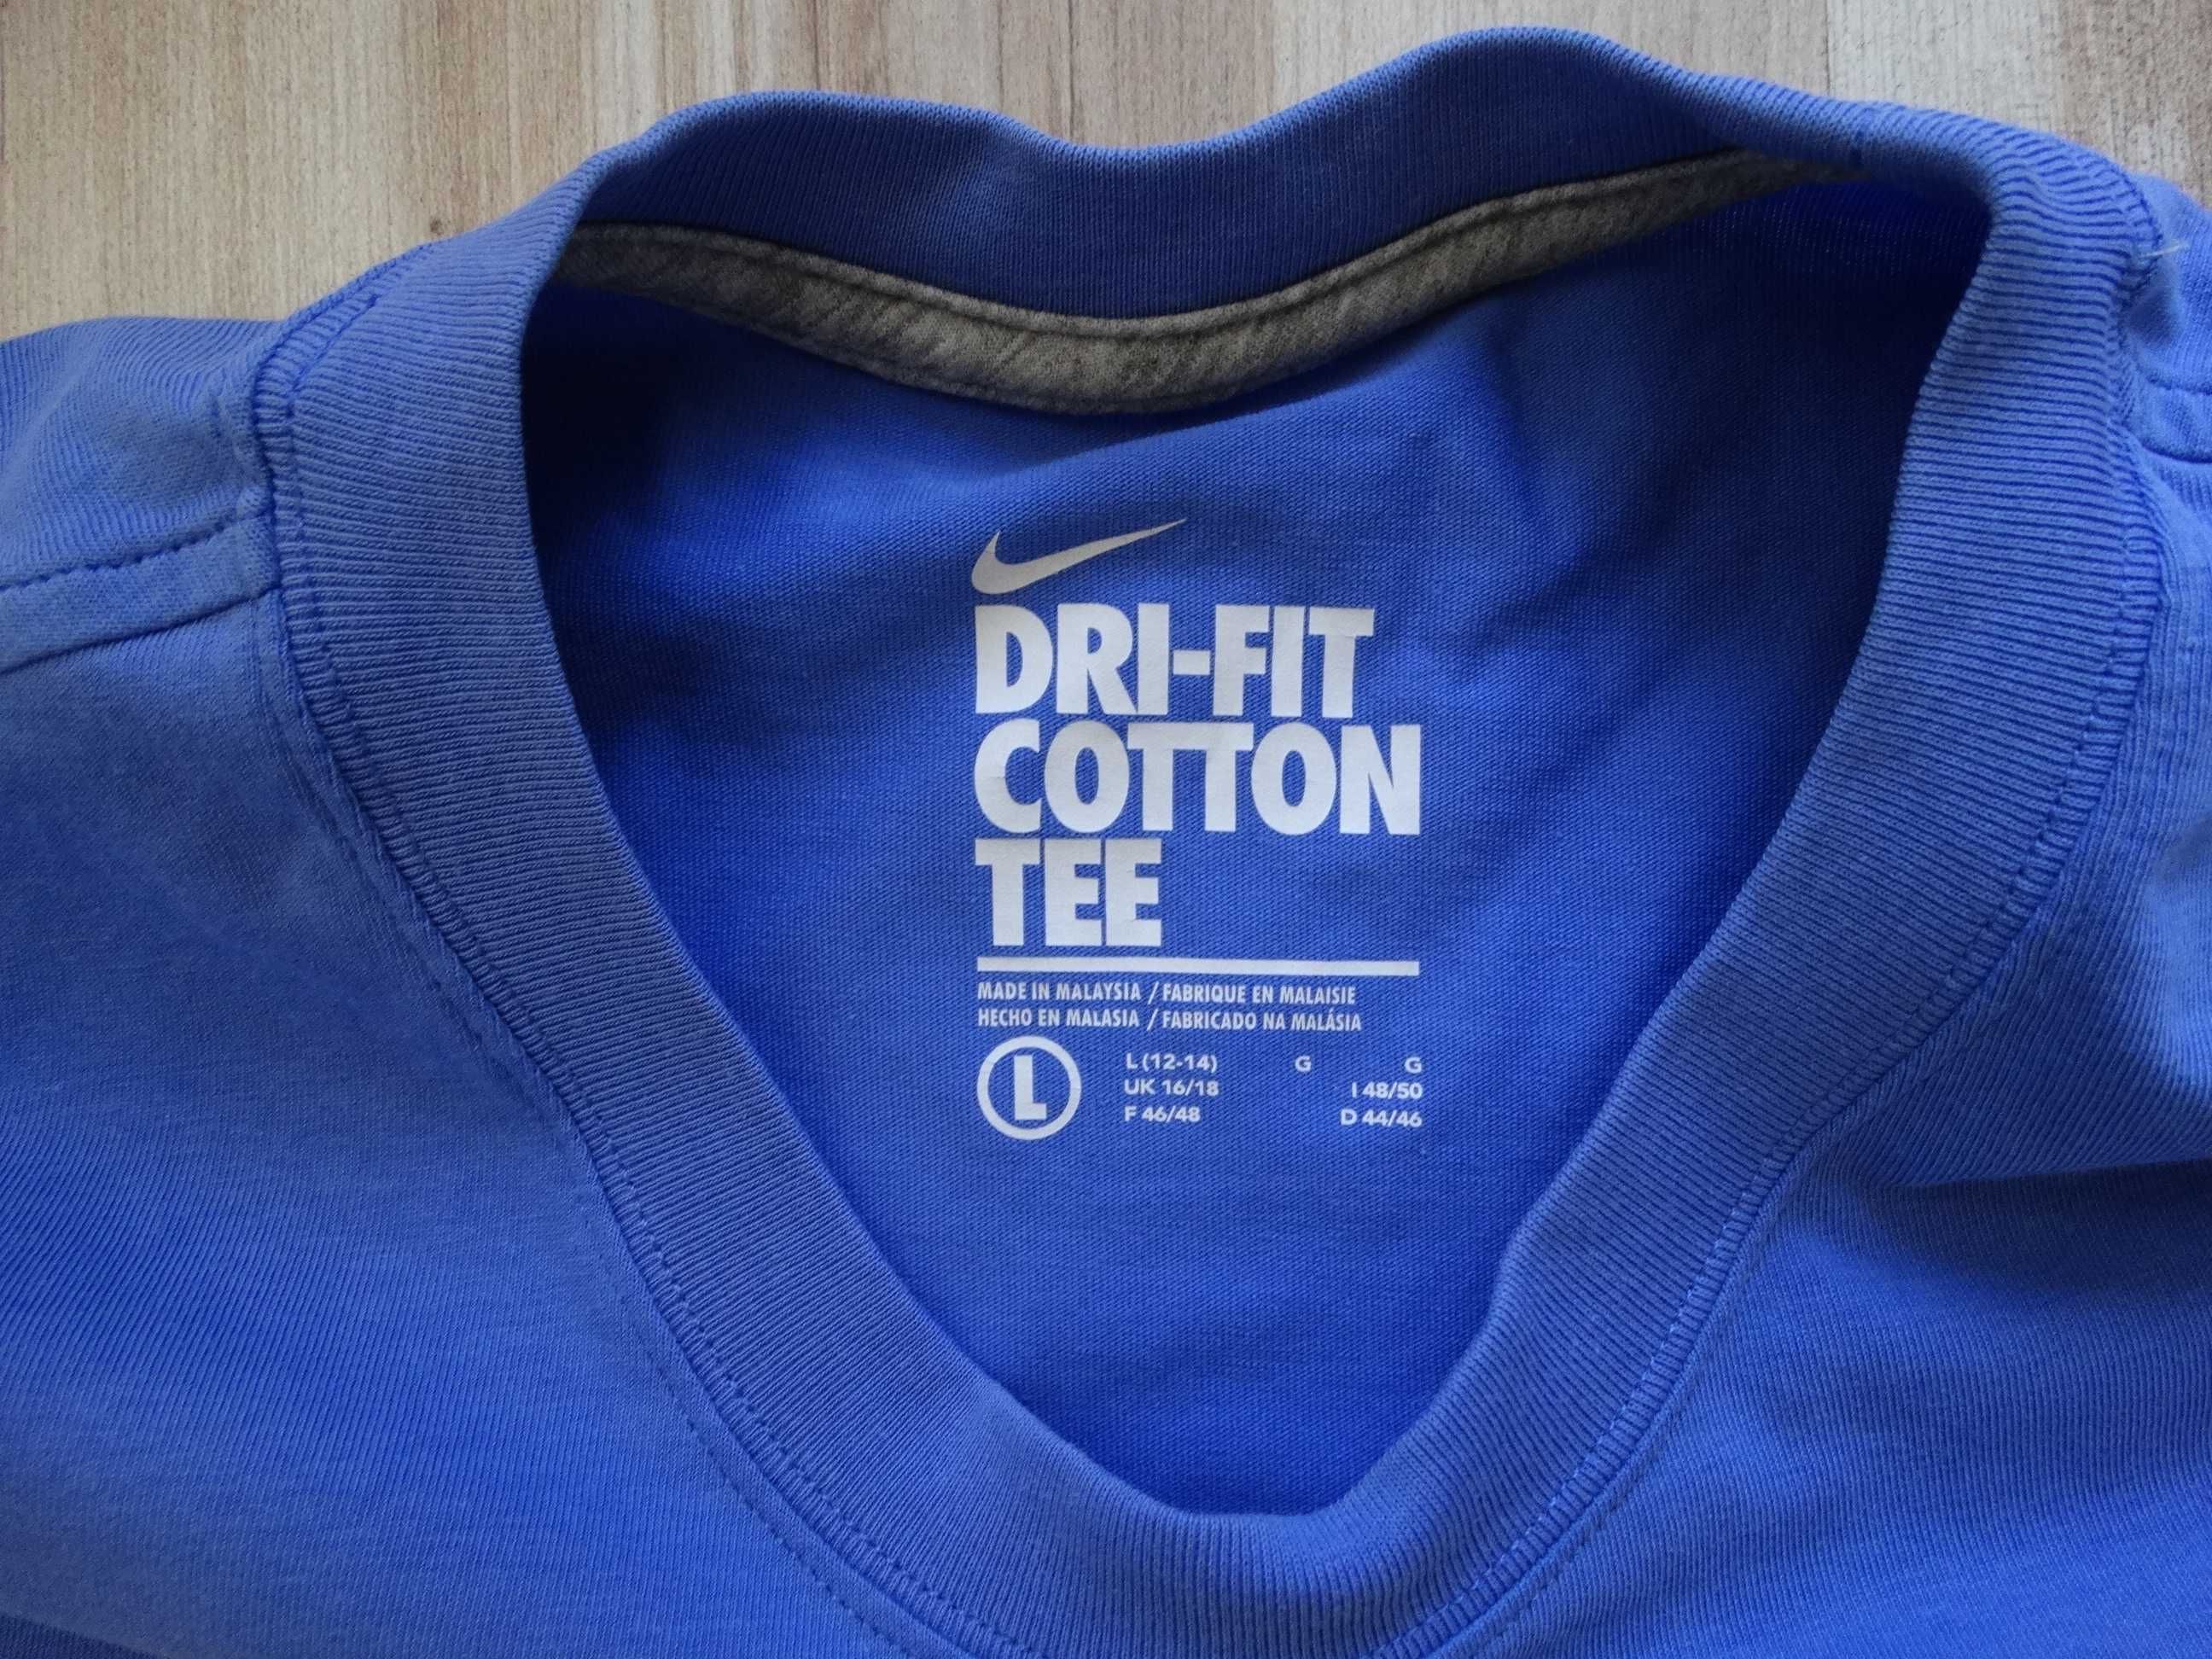 DRI-FIT
COTTON
TEE
MADE IN MALAYSIA / FABRIQUE EN MALAISIE
HECHO EN MALASIA / FABRICADO NA MALÁSIA
L
L (12-14) G G
UK 16/18 I 48/50
F 46/48 D 44/46